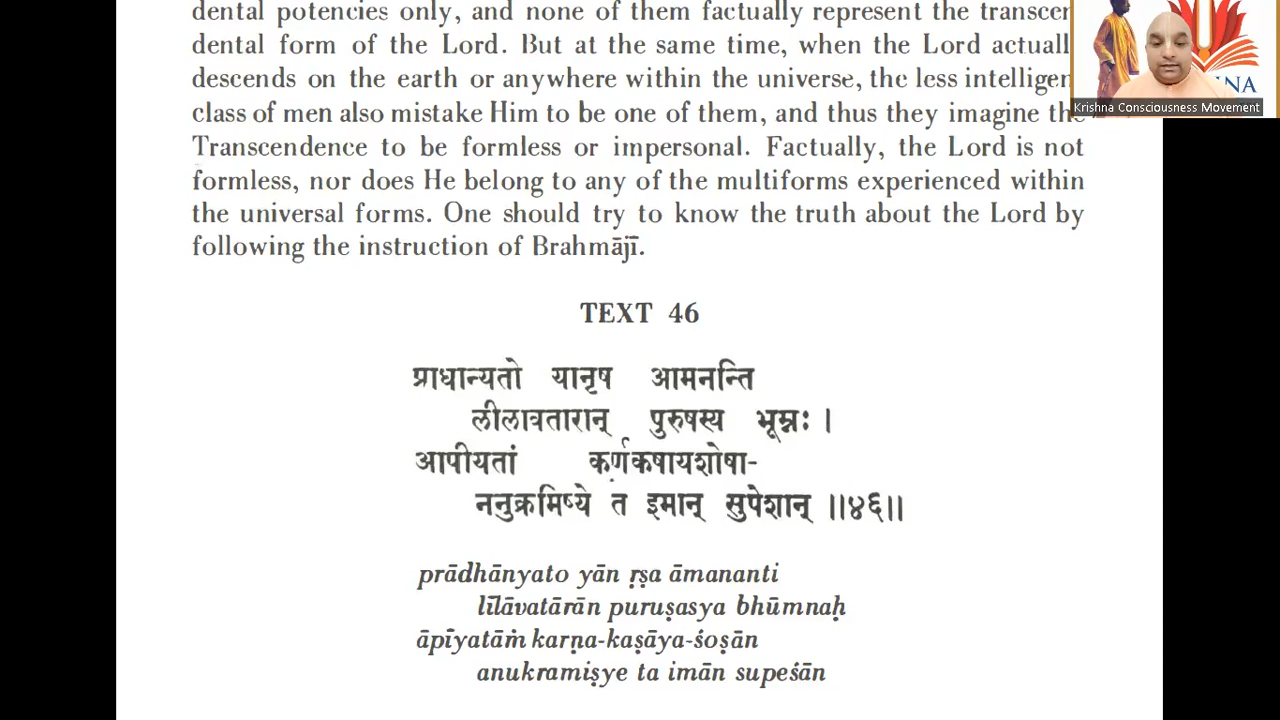 dental potencies only, and none of them factually represent the transcen
dental form of the Lord. But at the same time, when the Lord actuall
descends on the earth or anywhere within the universe, the less intelligen
class of men also mistake Him to be one of them, and thus they imagine the
Transcendence to be formless or impersonal. Factually, the Lord is not
formless, nor does He belong to any of the multiforms experienced within
the universal forms. One should try to know the truth about the Lord by
following the instruction of Brahmājī.
TEXT 46
प्राधान्यतो यानृष आमनन्ति
लीलावतारान् पुरुषस्य भूम्नः ।
आपीयतां कर्णकषायशोषा-
ननुक्रमिष्ये त इमान् सुपेशान् ॥४६॥
prādhānyato yān ṛṣa āmananti
līlāvatārān puruṣasya bhūmnaḥ
āpīyatāṁ karṇa-kaṣāya-śoṣān
anukramiṣye ta imān supeśān
NA
Krishna Consciousness Movement